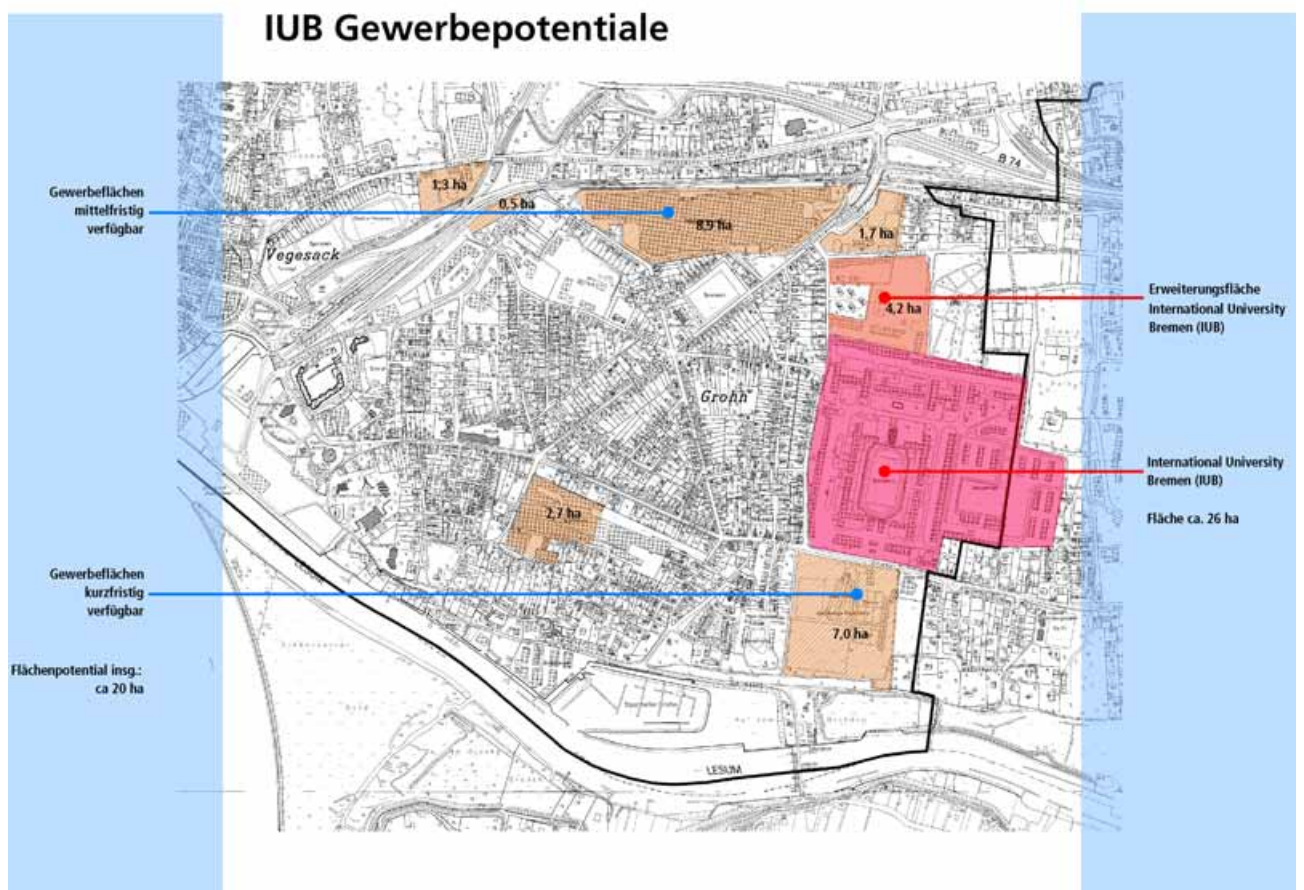 IUB Gewerbepotentiale
B 74
Gewerbeflächen
mittelfristig
verfügbar
1,3 ha
0,5 ha
8,9 ha
1,7 ha
Vegesack
4,2 ha
Erweiterungsfläche
International University
Bremen (IUB)
Grohn
International University
Bremen (IUB)
Fläche ca. 26 ha
2,7 ha
LESUM
Gewerbeflächen
kurzfristig
verfügbar
7,0 ha
Flächenpotential insg.:
ca 20 ha
LESUM